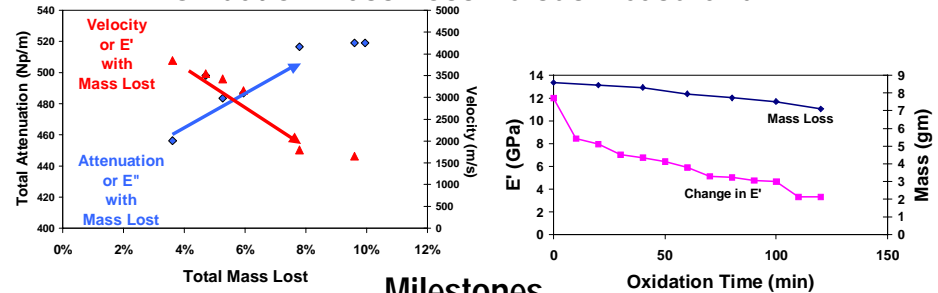 540
520
500
480
460
440
420
400
Total Attenuation (Np/m)
Velocity
or E'
with
Mass Lost
Attenuation
or E"
with
Mass Lost
5000
4500
4000
3500
3000
2500
2000
1500
1000
500
0
Velocity (m/s)
0% 2% 4% 6% 8% 10% 12%
Total Mass Lost
14
12
10
8
6
4
2
0
E' (GPa)
Mass Loss
Change in E'
9
8
7
6
5
4
3
2
1
0
Mass (gm)
0 50 100 150
Oxidation Time (min)
Milestones